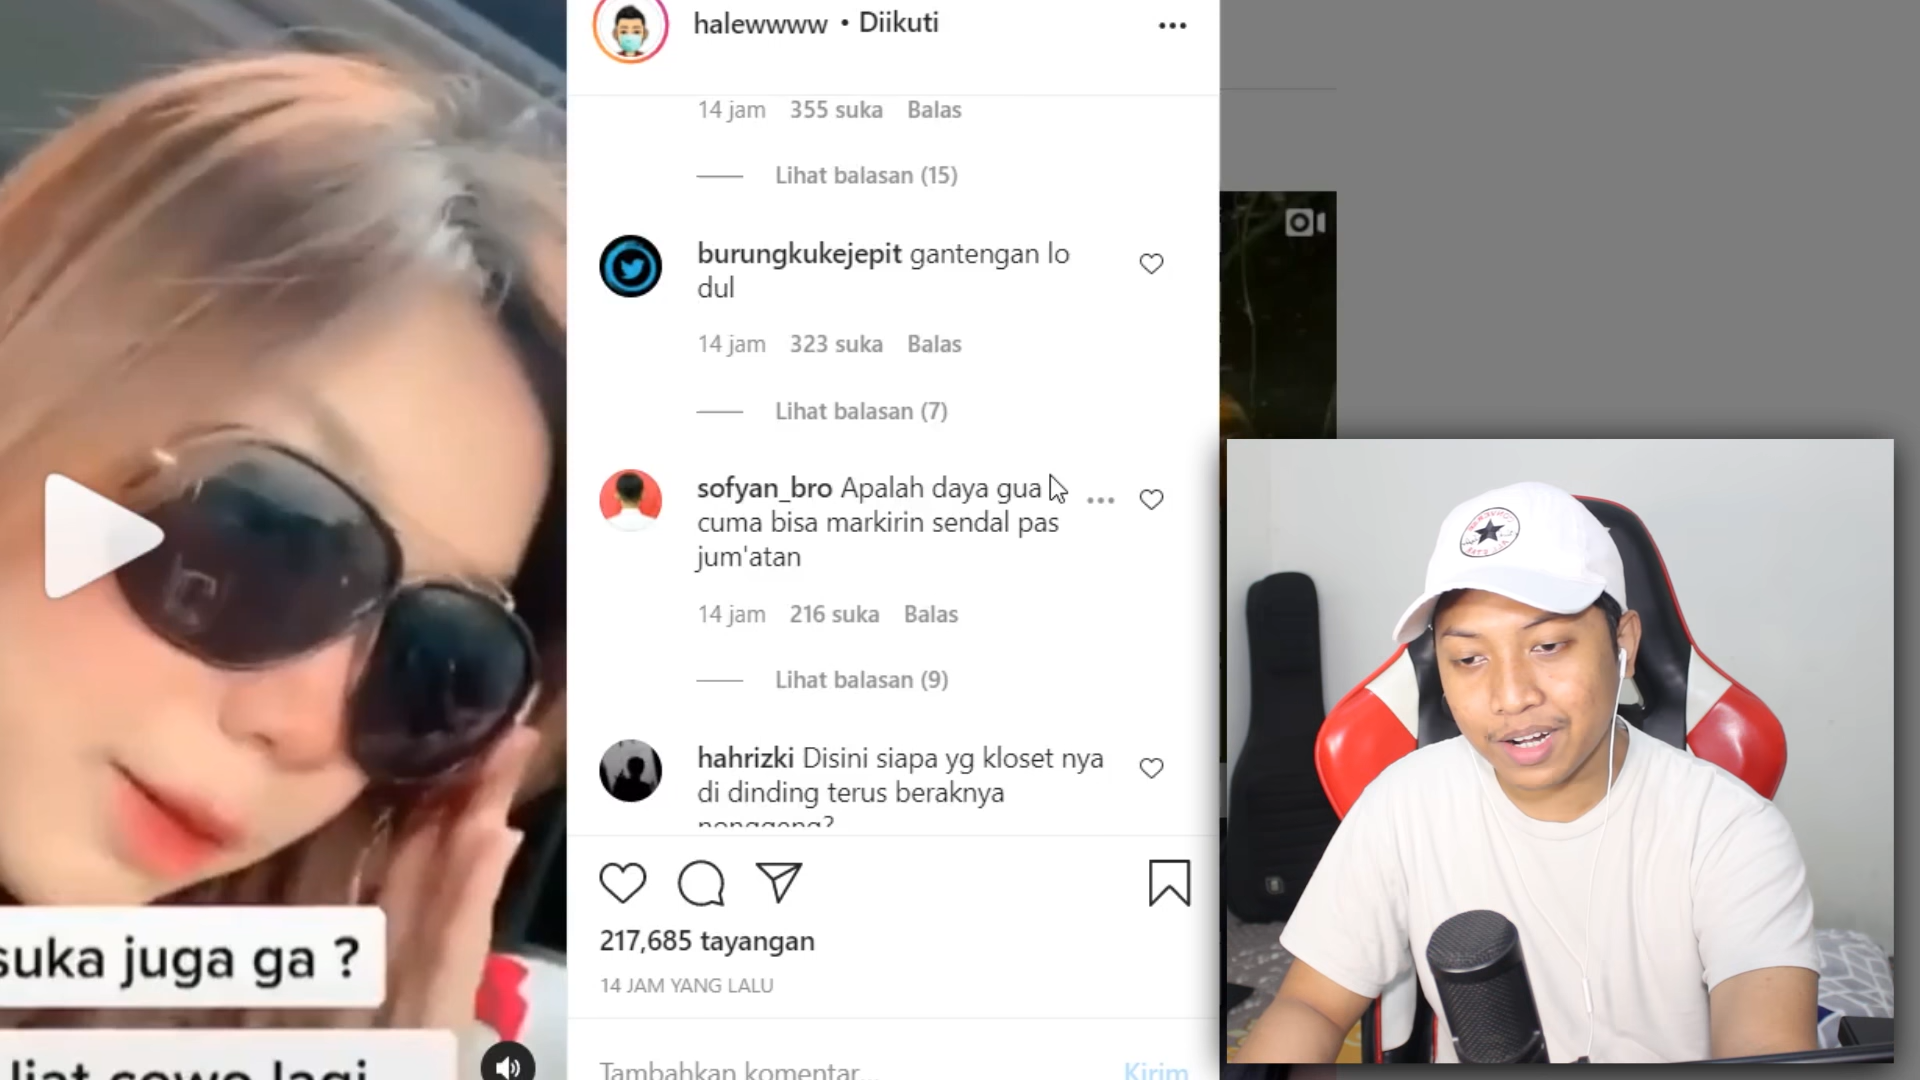 halewwww • Diikuti
14 jam 355 suka Balas
Lihat balasan (15)
burungkukejepit gantengan lo
dul
14 jam 323 suka Balas
Lihat balasan (7)
sofyan_bro Apalah daya gua
cuma bisa markirin sendal pas
jum'atan
14 jam 216 suka Balas
Lihat balasan (9)
hahrizki Disini siapa yg kloset nya
di dinding terus beraknya
217,685 tayangan
14 JAM YANG LALU
Tambahkan komentar...
Kirim
suka juga ga ?
liat cowo lagi